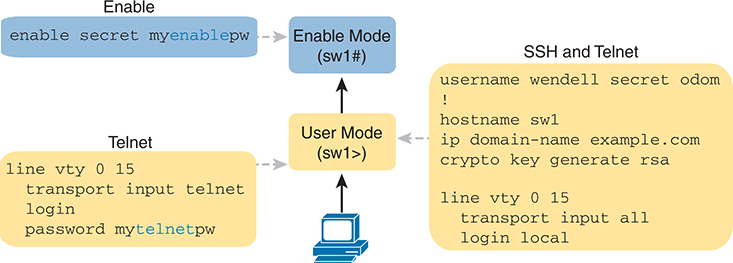 Enable
enable secret myenablepw
Enable Mode
(sw1#)
SSH and Telnet
username wendell secret odom
!
hostname sw1
ip domain-name example.com
crypto key generate rsa
line vty 0 15
transport input all
login local
User Mode
(sw1>)
Telnet
line vty 0 15
transport input telnet
login
password mytelnetpw